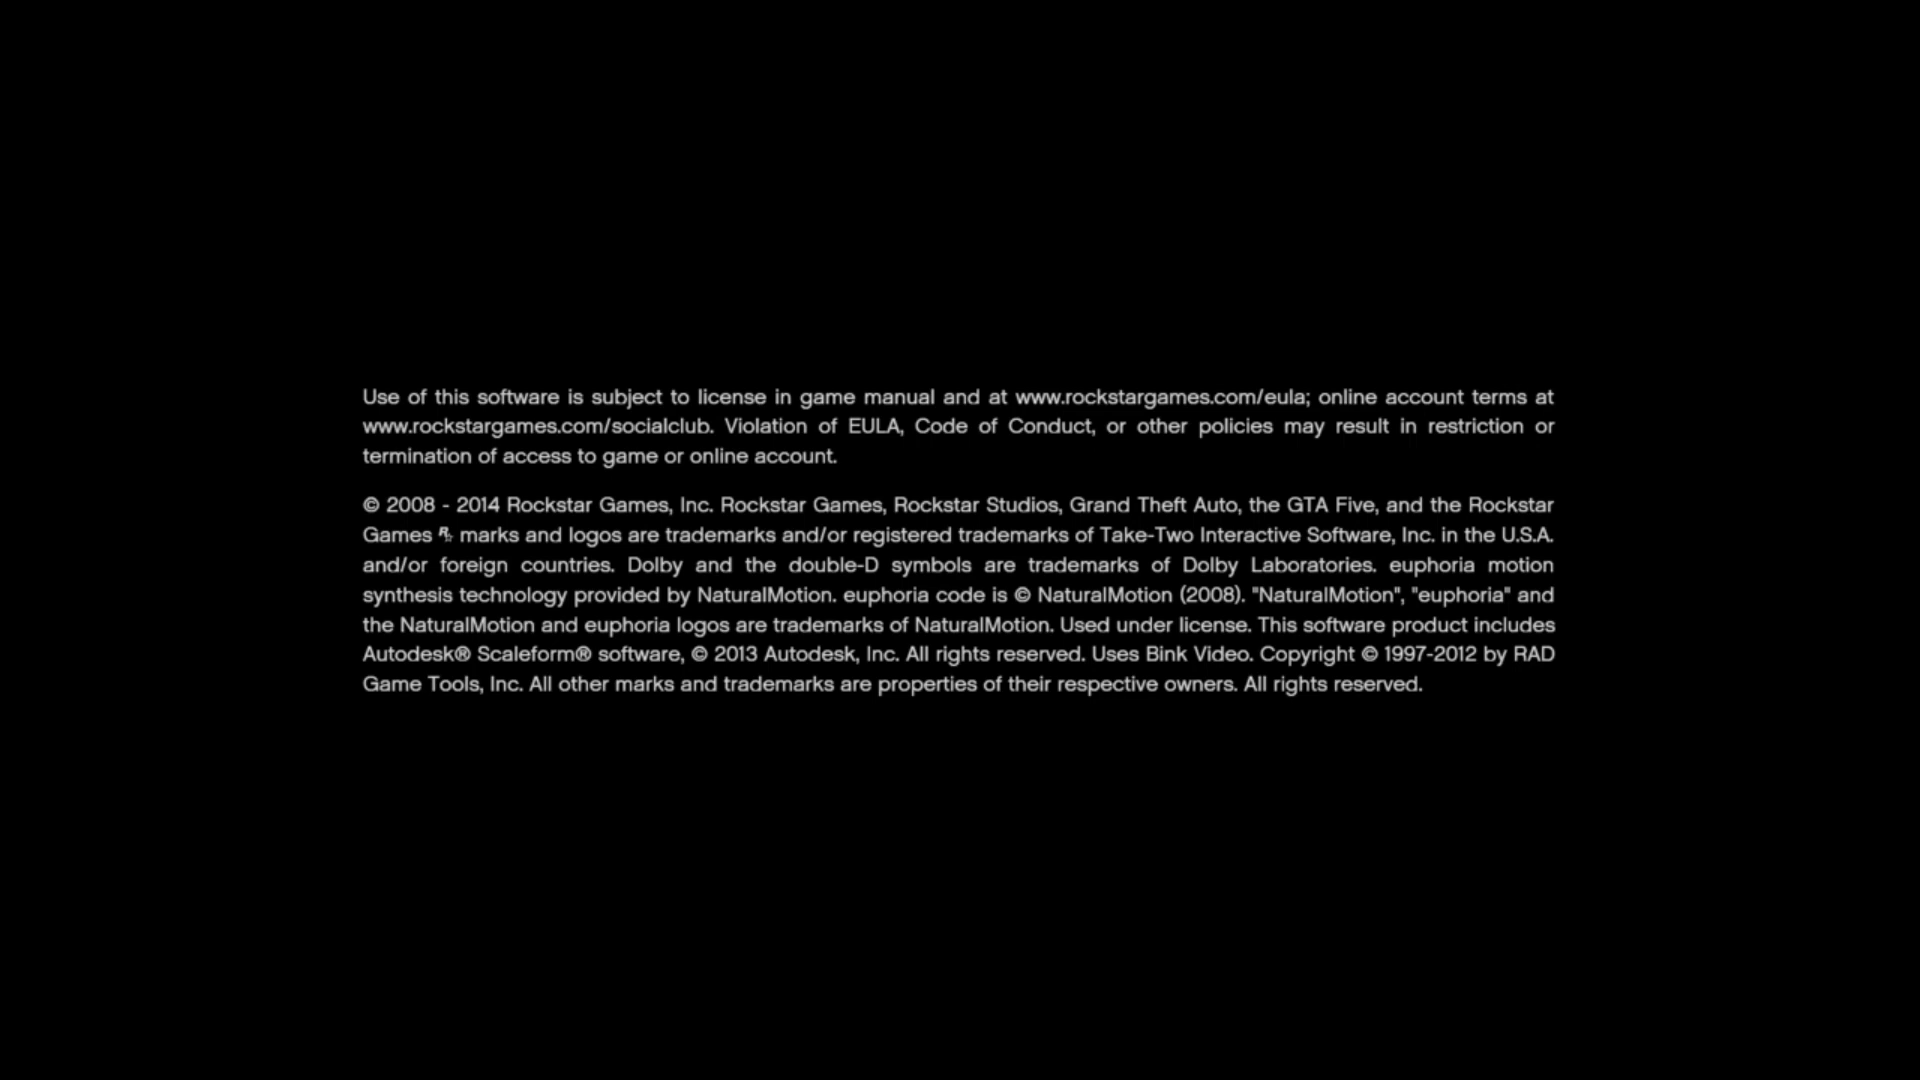 Use of this software is subject to license in game manual and at www.rockstargames.com/eula; online account terms at
www.rockstargames.com/socialclub. Violation of EULA, Code of Conduct, or other policies may result in restriction or
termination of access to game or online account.
© 2008 - 2014 Rockstar Games, Inc. Rockstar Games, Rockstar Studios, Grand Theft Auto, the GTA Five, and the Rockstar
Games R marks and logos are trademarks and/or registered trademarks of Take-Two Interactive Software, Inc. in the U.S.A.
and/or foreign countries. Dolby and the double-D symbols are trademarks of Dolby Laboratories. euphoria motion
synthesis technology provided by NaturalMotion. euphoria code is © NaturalMotion (2008). "NaturalMotion", "euphoria" and
the NaturalMotion and euphoria logos are trademarks of NaturalMotion. Used under license. This software product includes
Autodesk® Scaleform® software, © 2013 Autodesk, Inc. All rights reserved. Uses Bink Video. Copyright © 1997-2012 by RAD
Game Tools, Inc. All other marks and trademarks are properties of their respective owners. All rights reserved.